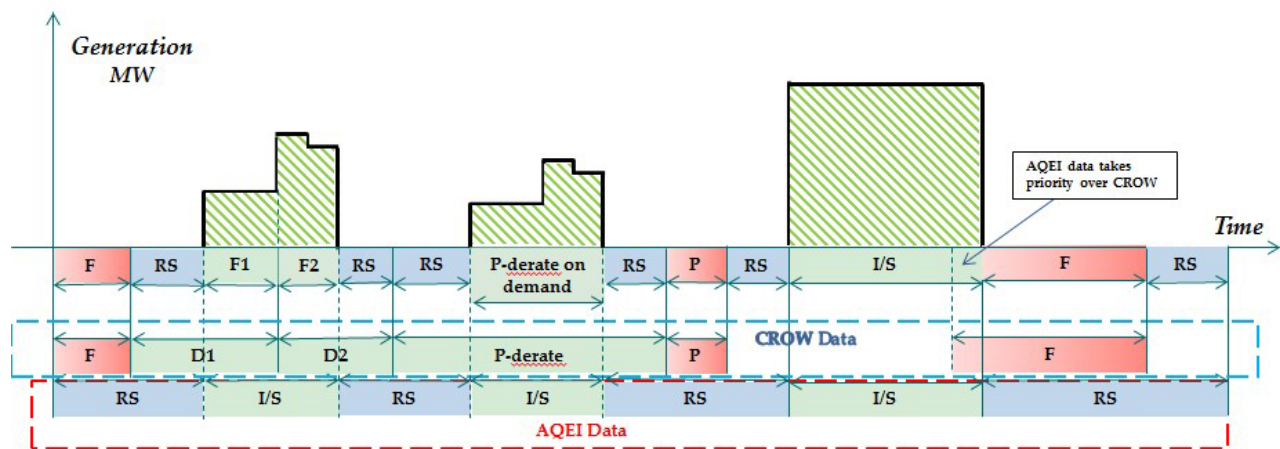 Generation
MW
AQEI data takes
priority over CROW
Time
F RS F1 F2 RS RS P-derate on RS P RS I/S F RS
demand
CROW Data
F D1 D2 P-derate P F
RS I/S RS I/S RS I/S RS
AQEI Data